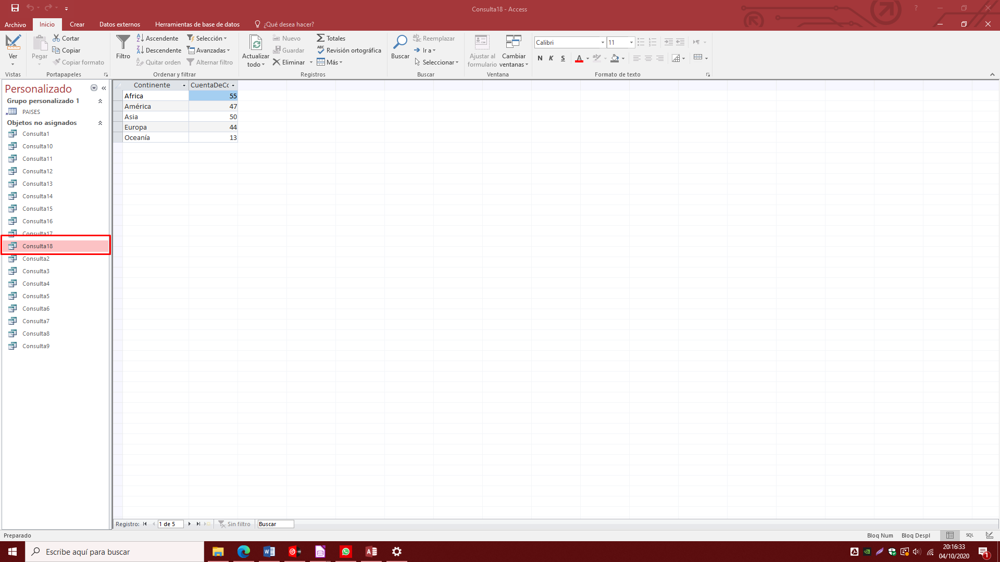 Consulta18 - Access
Archivo Inicio Crear Datos externos Herramientas de base de datos ¿Qué desea hacer?
Ver
Vistas
Pegar
Cortar
Copiar
Copiar formato
Portapapeles
Filtro
Ascendente
Descendente
Quitar orden
Selección
Avanzadas
Alternar filtro
Ordenar y filtrar
Actualizar
todo
Nuevo
Guardar
Eliminar
Totales
Revisión ortográfica
Más
Registros
Buscar
Reemplazar
Ir a
Seleccionar
Buscar
Ajustar al
formulario
Cambiar
ventanas
Ventana
Calibri 11
N K S
Formato de texto
Personalizado
Grupo personalizado 1
PAISES
Objetos no asignados
Consulta1
Consulta10
Consulta11
Consulta12
Consulta13
Consulta14
Consulta15
Consulta16
Consulta17
Consulta18
Consulta2
Consulta3
Consulta4
Consulta5
Consulta6
Consulta7
Consulta8
Consulta9
Continente CuentaDeCo
Africa 55
América 47
Asia 50
Europa 44
Oceanía 13
Registro: 1 de 5 Sin filtro Buscar
Preparado Bloq Num Bloq Despl SQL
Escribe aquí para buscar
20:16:33
04/10/2020
1